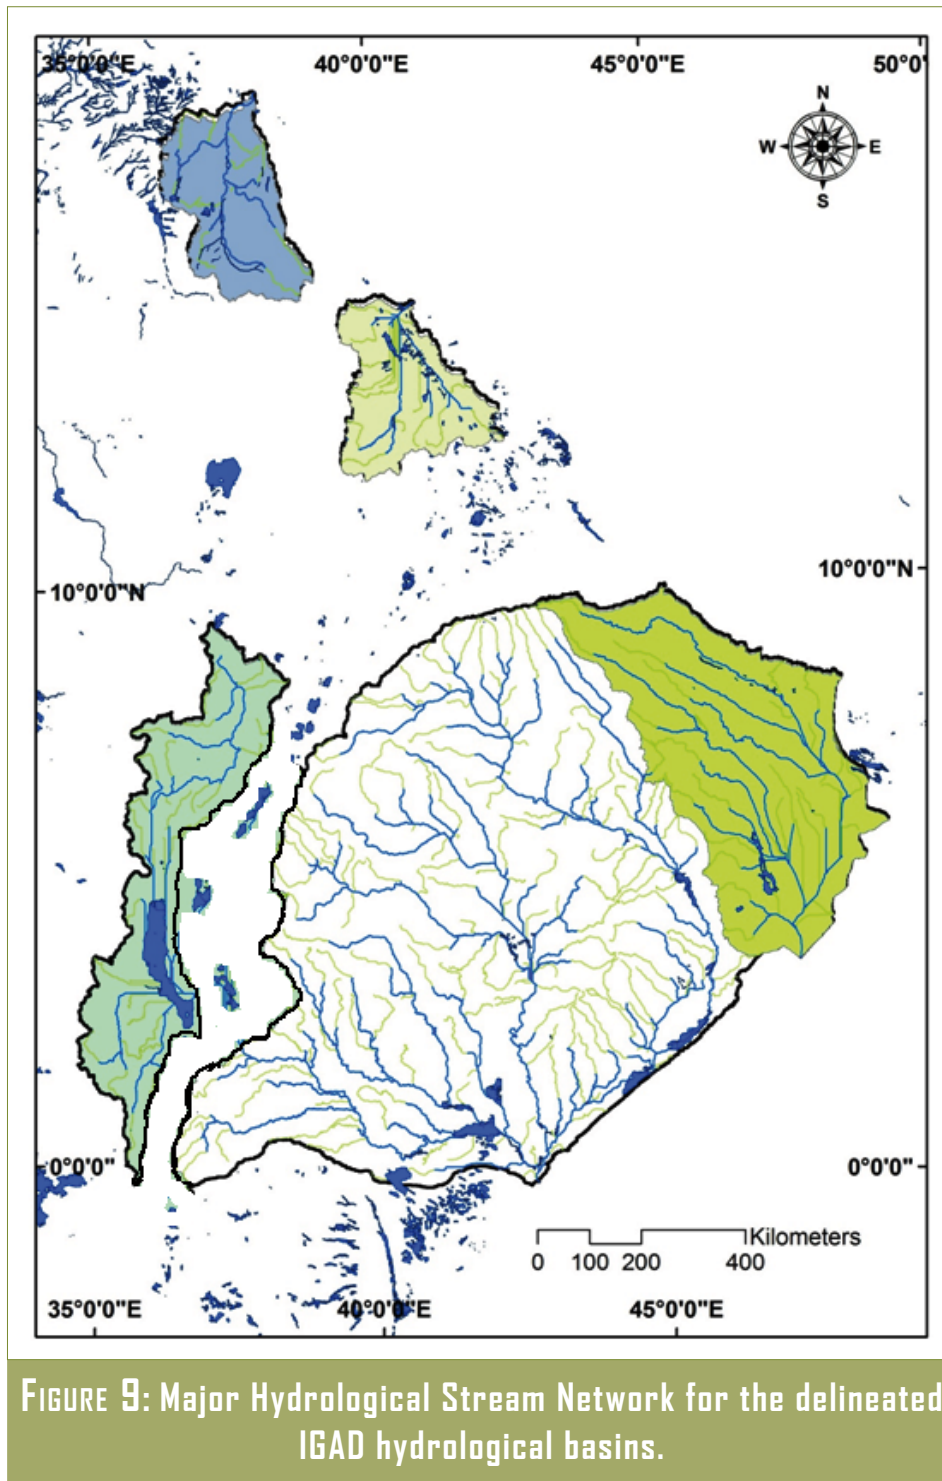 35°0'0"E 40°0'0"E 45°0'0"E 50°0'0
N
W E
S
10°0'0"N 10°0'0"N
0°0'0" 0°0'0"
Kilometers
0 100 200 400
35°0'0"E 40°0'0"E 45°0'0"E
FIGURE 9: Major Hydrological Stream Network for the delineated
IGAD hydrological basins.